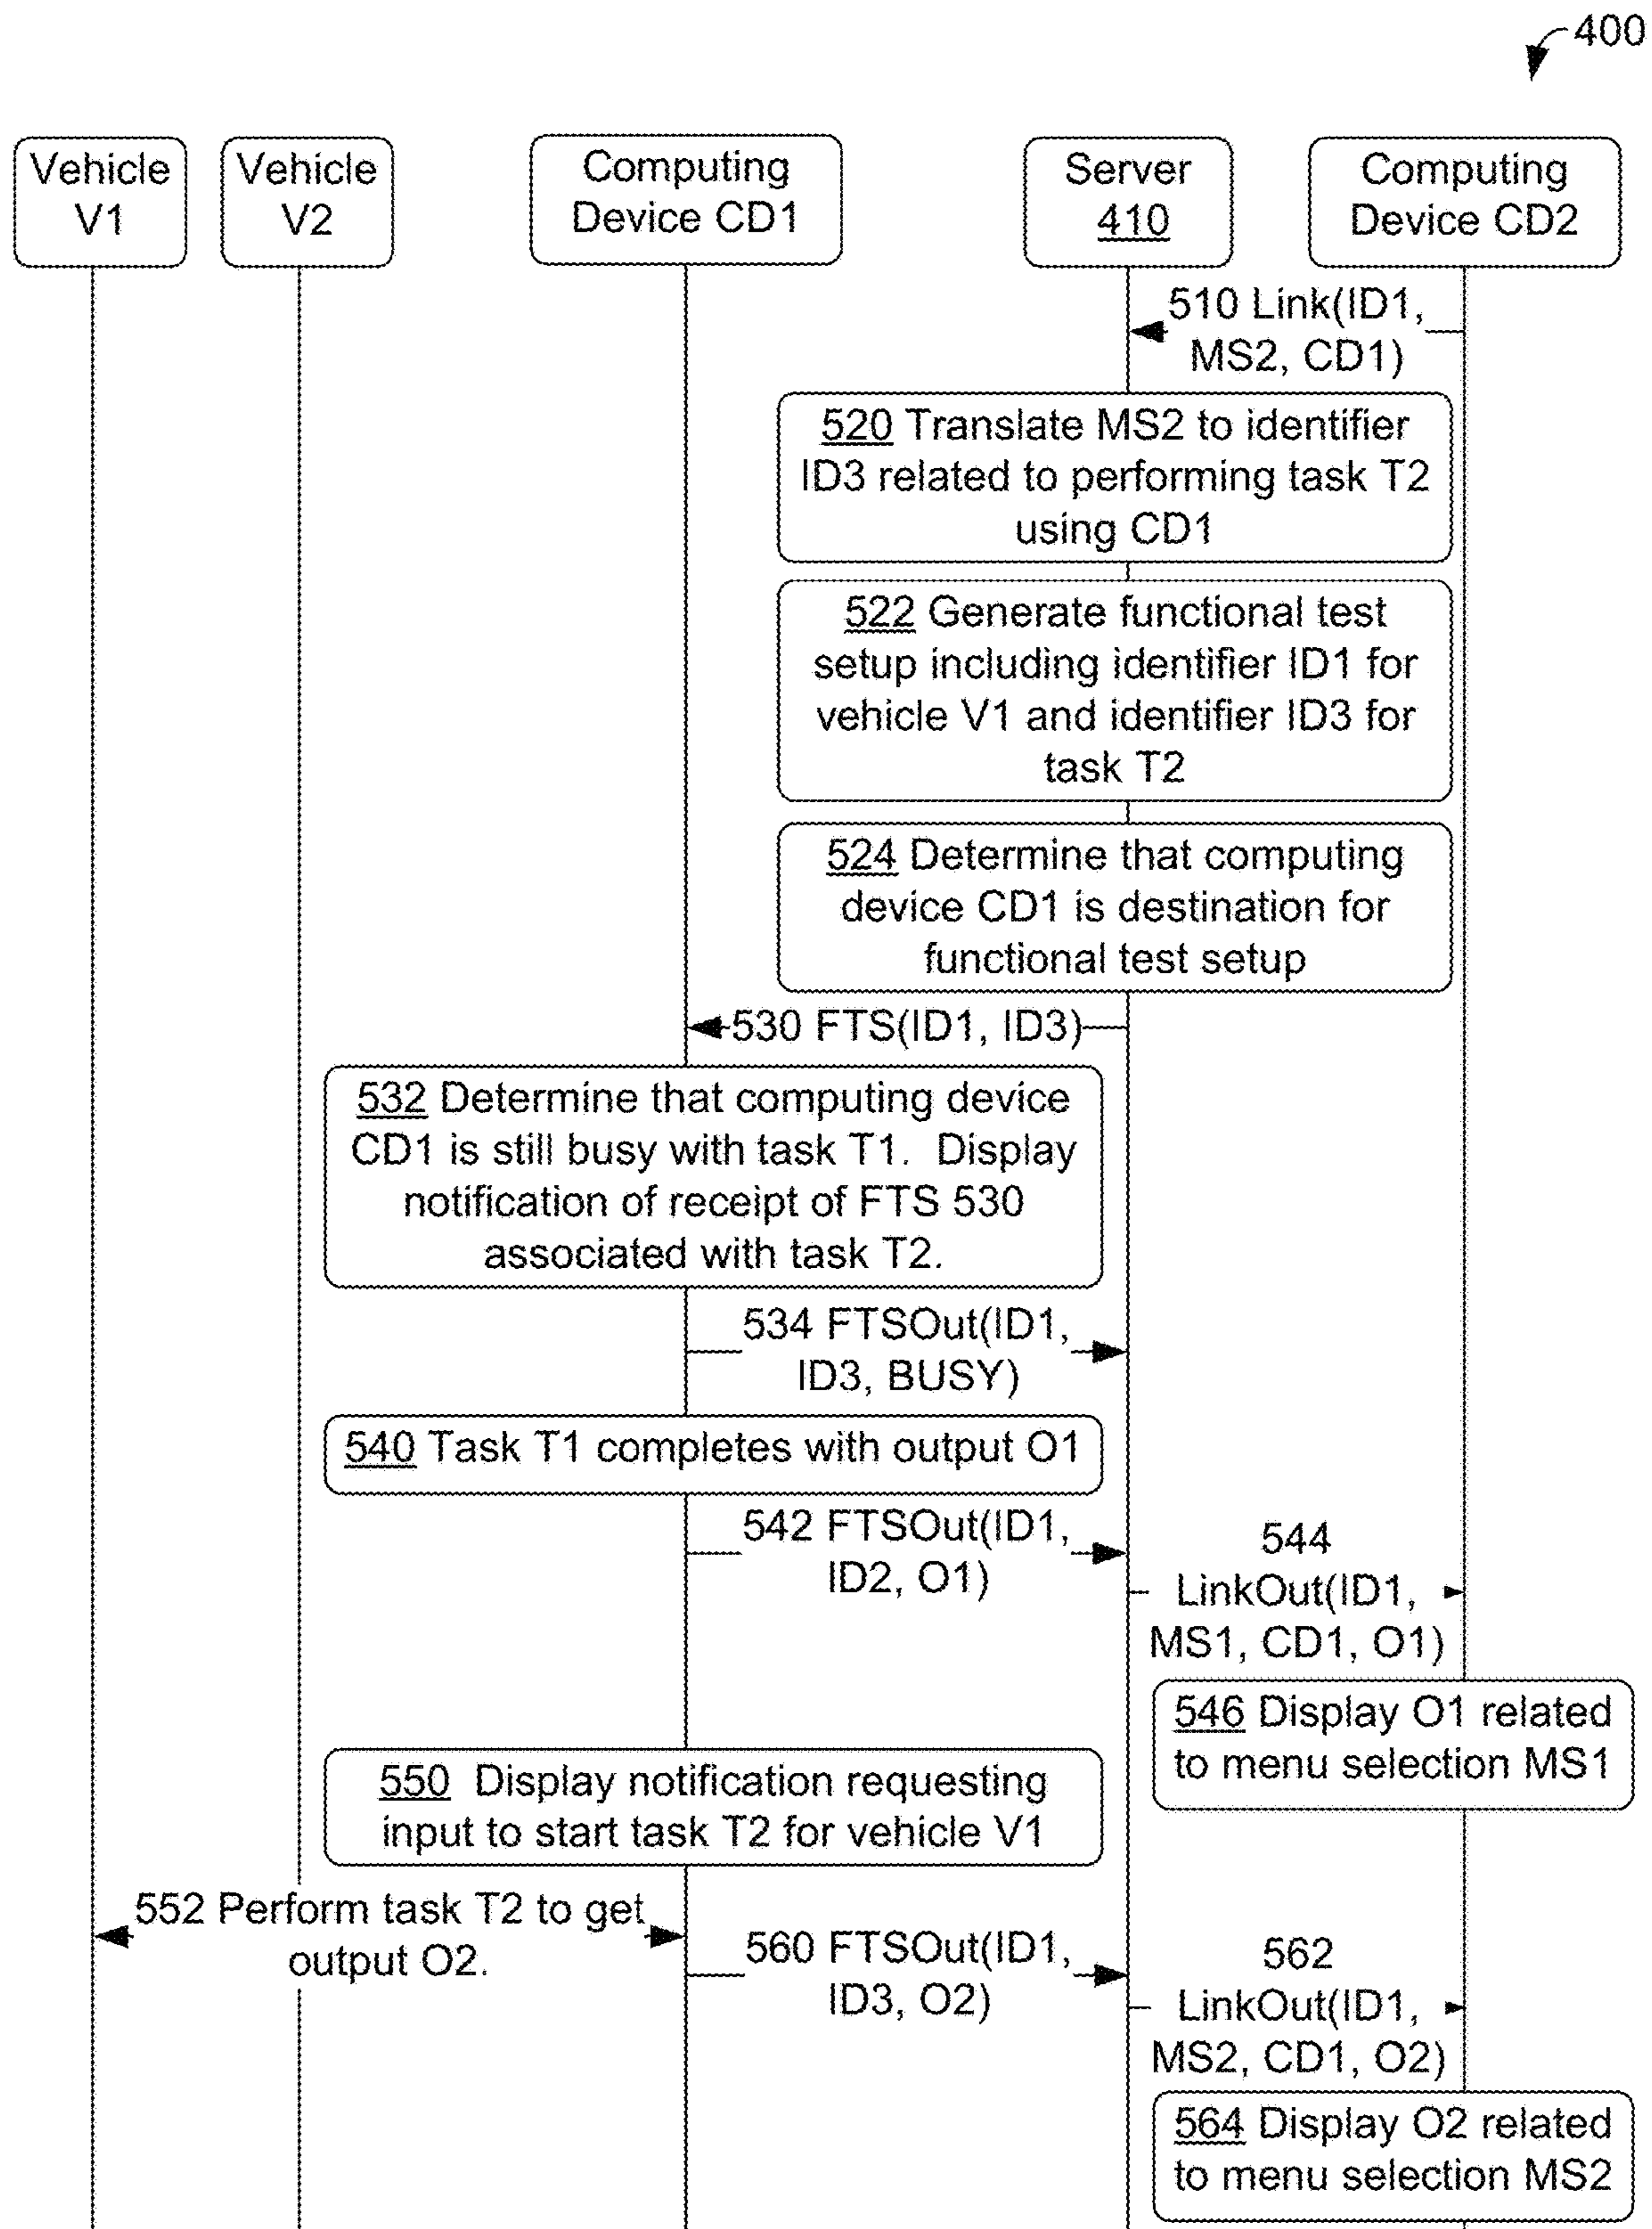 400
Vehicle
V1
Vehicle
V2
Computing
Device CD1
Server
410
Computing
Device CD2
510 Link(ID1,
MS2, CD1)
520 Translate MS2 to identifier
ID3 related to performing task T2
using CD1
522 Generate functional test
setup including identifier ID1 for
vehicle V1 and identifier ID3 for
task T2
524 Determine that computing
device CD1 is destination for
functional test setup
530 FTS(ID1, ID3)
532 Determine that computing device
CD1 is still busy with task T1.  Display
notification of receipt of FTS 530
associated with task T2.
534 FTSOut(ID1,
ID3, BUSY)
540 Task T1 completes with output O1
542 FTSOut(ID1,
ID2, O1)
544
LinkOut(ID1,
MS1, CD1, O1)
546 Display O1 related
to menu selection MS1
550  Display notification requesting
input to start task T2 for vehicle V1
552 Perform task T2 to get
output O2.
560 FTSOut(ID1,
ID3, O2)
562
LinkOut(ID1,
MS2, CD1, O2)
564 Display O2 related
to menu selection MS2